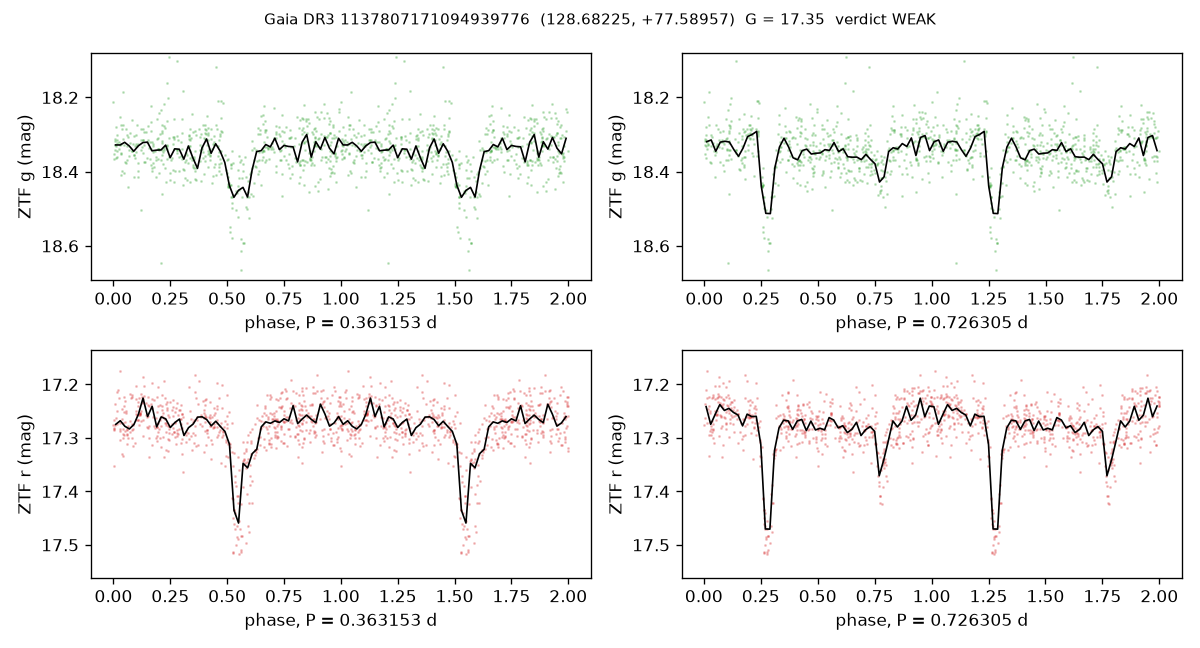 Gaia DR3 1137807171094939776 (128.68225, +77.58957) G = 17.35 verdict WEAK
ZTF g (mag)
18.2
18.4
18.6
0.00 0.25 0.50 0.75 1.00 1.25 1.50 1.75 2.00
phase, P = 0.363153 d
ZTF g (mag)
18.2
18.4
18.6
0.00 0.25 0.50 0.75 1.00 1.25 1.50 1.75 2.00
phase, P = 0.726305 d
ZTF r (mag)
17.2
17.3
17.4
17.5
0.00 0.25 0.50 0.75 1.00 1.25 1.50 1.75 2.00
phase, P = 0.363153 d
ZTF r (mag)
17.2
17.3
17.4
17.5
0.00 0.25 0.50 0.75 1.00 1.25 1.50 1.75 2.00
phase, P = 0.726305 d